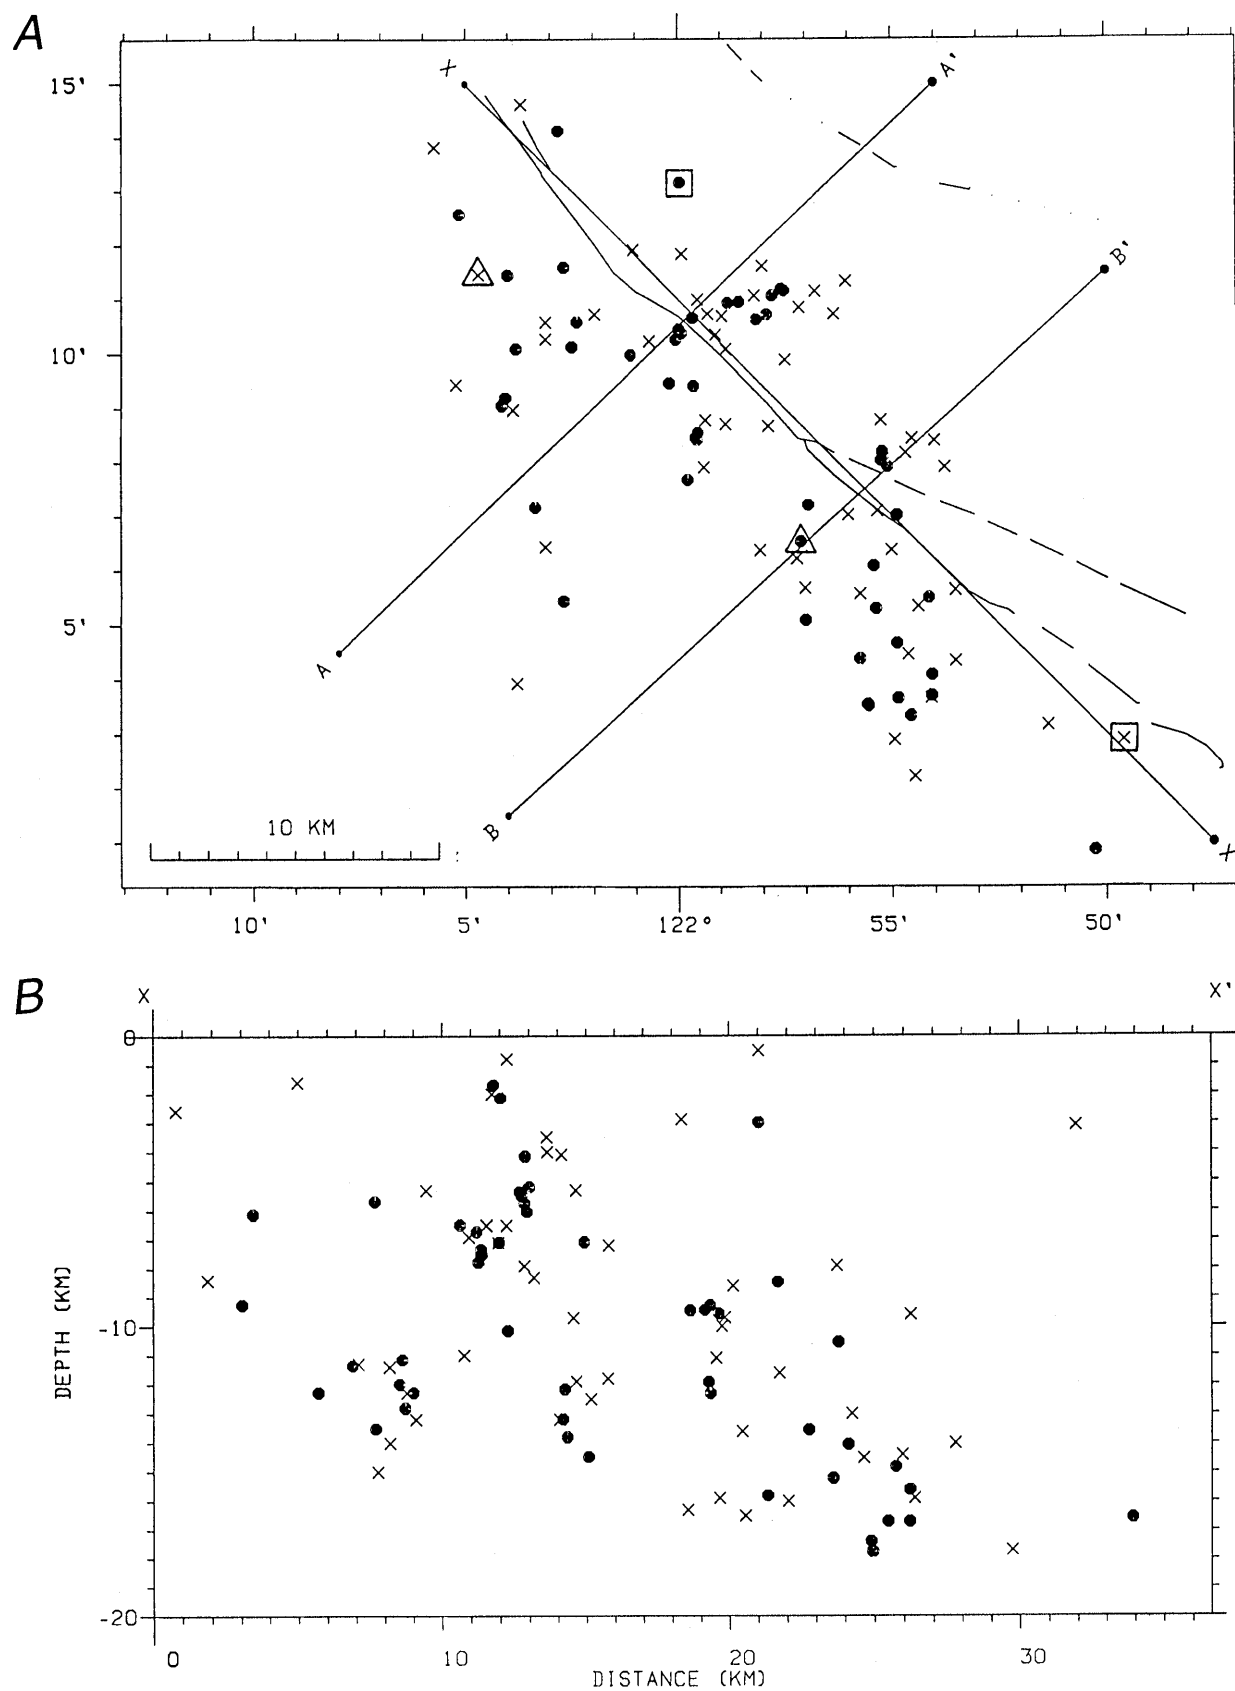 A
X
A'
15'
B'
10'
5'
A
B
10 KM
X
10' 5' 122° 55' 50'
B
X X'
0
-10
-20
DEPTH (KM)
0 10 20 30
DISTANCE (KM)